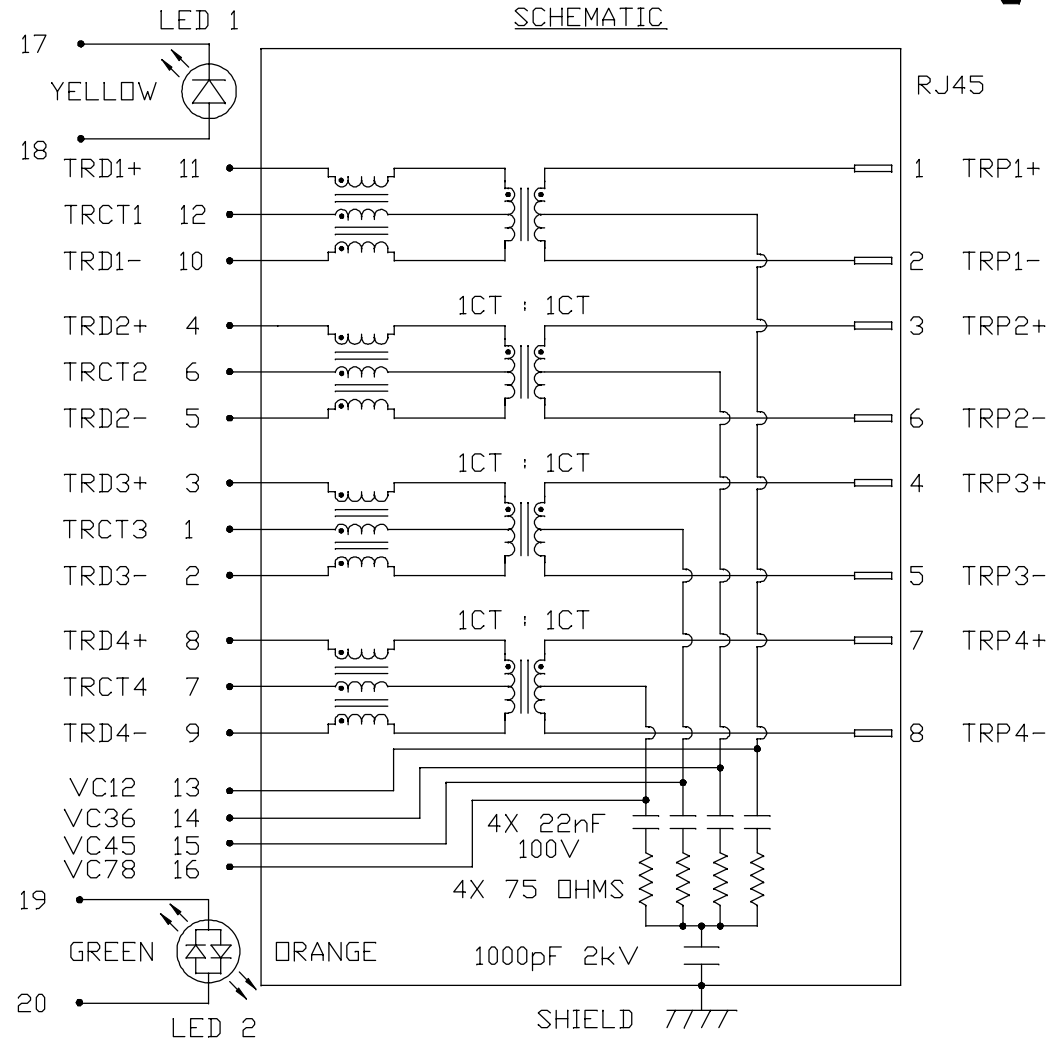 SCHEMATIC
LED 1
17
YELLOW
18
RJ45
TRD1+ 11 1 TRP1+
TRCT1 12
TRD1- 10 2 TRP1-
1CT : 1CT
TRD2+ 4 3 TRP2+
TRCT2 6
TRD2- 5 6 TRP2-
1CT : 1CT
TRD3+ 3 4 TRP3+
TRCT3 1
TRD3- 2 5 TRP3-
1CT : 1CT
TRD4+ 8 7 TRP4+
TRCT4 7
TRD4- 9 8 TRP4-
VC12 13
VC36 14
VC45 15
VC78 16
4X 22nF
100V
4X 75 OHMS
19
GREEN
ORANGE
1000pF 2kV
20
LED 2
SHIELD